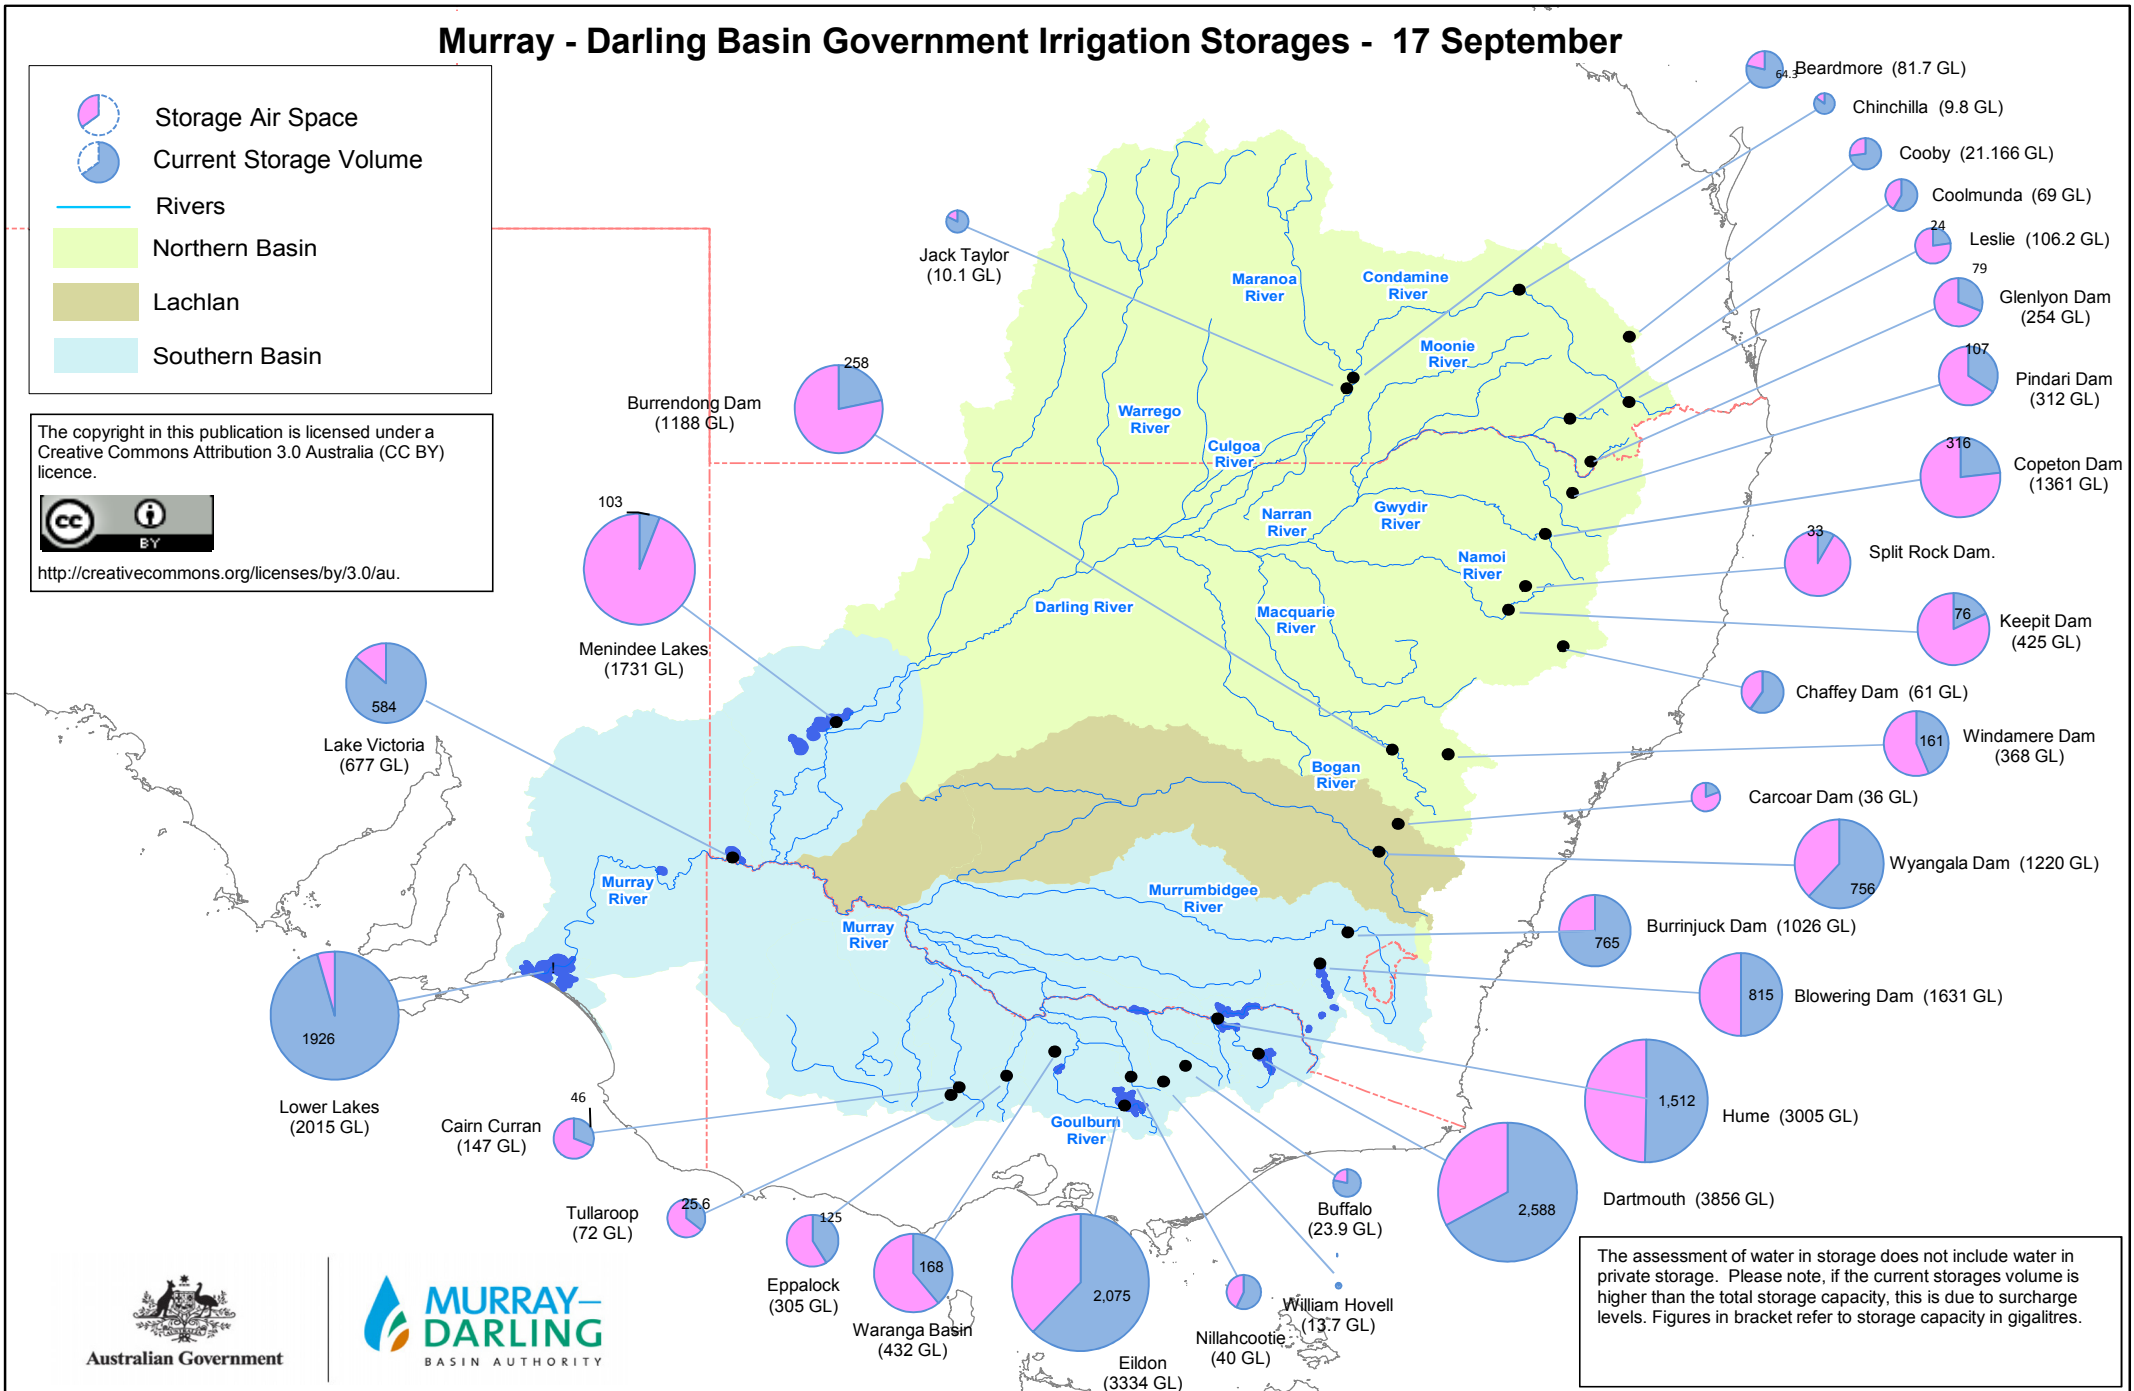 Murray - Darling Basin Government Irrigation Storages - 17 September
Storage Air Space
Current Storage Volume
Rivers
Northern Basin
Lachlan
Southern Basin
The copyright in this publication is licensed under a
Creative Commons Attribution 3.0 Australia (CC BY)
licence.
cc
BY
http://creativecommons.org/licenses/by/3.0/au.
64.3
Beardmore (81.7 GL)
Chinchilla (9.8 GL)
Cooby (21.166 GL)
Coolmunda (69 GL)
24
Leslie (106.2 GL)
79
Glenlyon Dam
(254 GL)
107
Pindari Dam
(312 GL)
316
Copeton Dam
(1361 GL)
33
Split Rock Dam.
76
Keepit Dam
(425 GL)
Chaffey Dam (61 GL)
161
Windamere Dam
(368 GL)
Carcoar Dam (36 GL)
756
Wyangala Dam (1220 GL)
765
Burrinjuck Dam (1026 GL)
815
Blowering Dam (1631 GL)
1,512
Hume (3005 GL)
2,588
Dartmouth (3856 GL)
Jack Taylor
(10.1 GL)
258
Burrendong Dam
(1188 GL)
103
Menindee Lakes
(1731 GL)
584
Lake Victoria
(677 GL)
1926
Lower Lakes
(2015 GL)
46
Cairn Curran
(147 GL)
25.6
Tullaroop
(72 GL)
125
Eppalock
(305 GL)
168
Waranga Basin
(432 GL)
2,075
Eildon
(3334 GL)
Nillahcootie
(40 GL)
William Hovell
(13.7 GL)
Buffalo
(23.9 GL)
Maranoa
River
Condamine
River
Moonie
River
Warrego
River
Culgoa
River
Narran
River
Gwydir
River
Namoi
River
Darling River
Macquarie
River
Bogan
River
Murray
River
Murray
River
Murrumbidgee
River
Goulburn
River
Australian Government
MURRAY–
DARLING
BASIN AUTHORITY
The assessment of water in storage does not include water in
private storage. Please note, if the current storages volume is
higher than the total storage capacity, this is due to surcharge
levels. Figures in bracket refer to storage capacity in gigalitres.